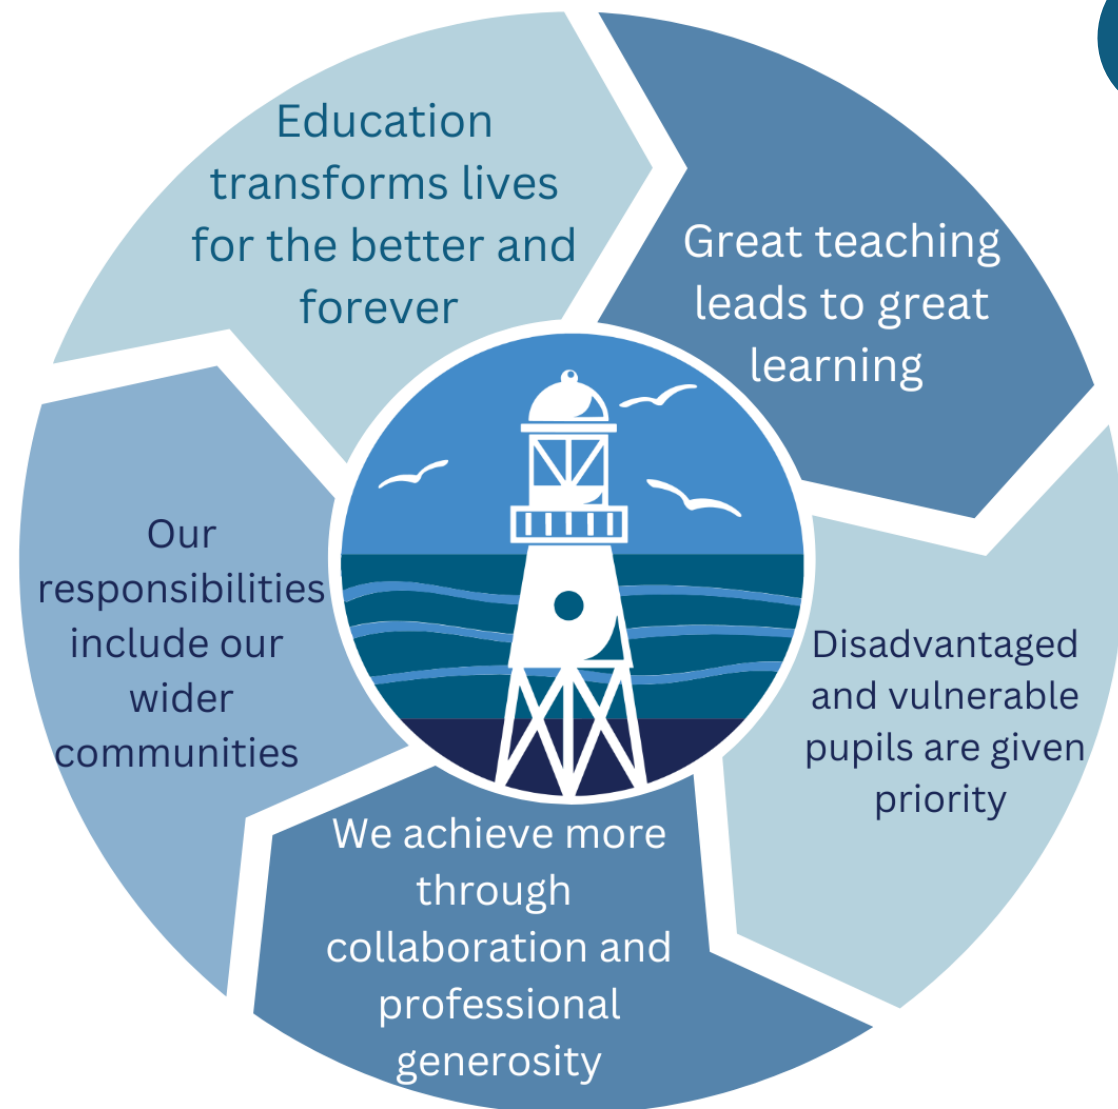 Education
transforms lives
for the better and
forever
Great teaching
leads to great
learning
Disadvantaged
and vulnerable
pupils are given
priority
We achieve more
through
collaboration and
professional
generosity
Our
responsibilities
include our
wider
communities